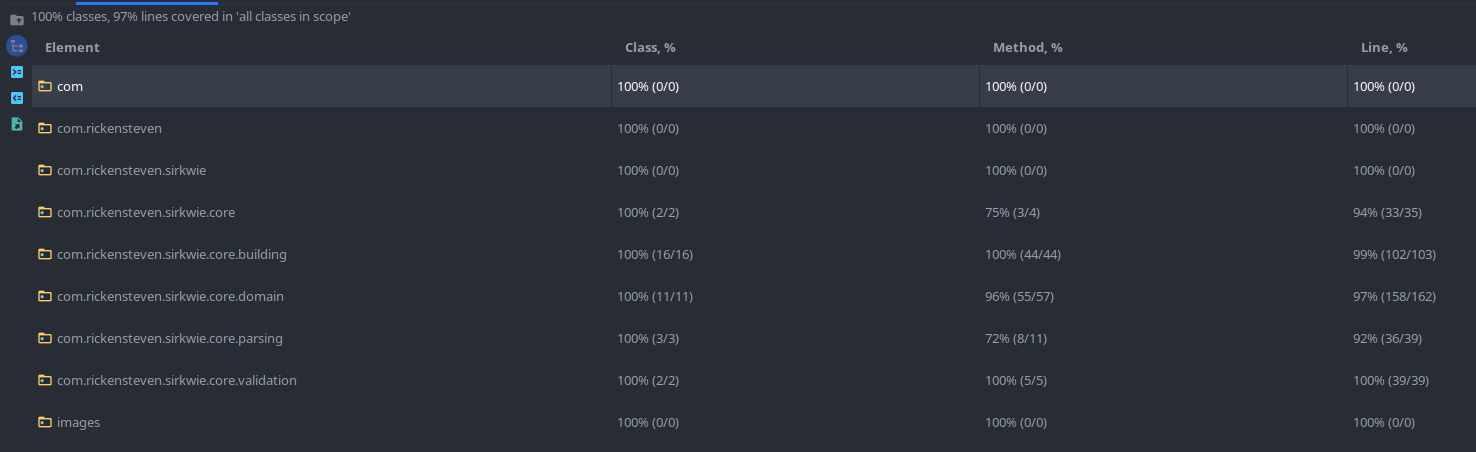 100% classes, 97% lines covered in 'all classes in scope'
Element Class, % Method, % Line, %
com 100% (0/0) 100% (0/0) 100% (0/0)
com.rickensteven 100% (0/0) 100% (0/0) 100% (0/0)
com.rickensteven.sirkwie 100% (0/0) 100% (0/0) 100% (0/0)
com.rickensteven.sirkwie.core 100% (2/2) 75% (3/4) 94% (33/35)
com.rickensteven.sirkwie.core.building 100% (16/16) 100% (44/44) 99% (102/103)
com.rickensteven.sirkwie.core.domain 100% (11/11) 96% (55/57) 97% (158/162)
com.rickensteven.sirkwie.core.parsing 100% (3/3) 72% (8/11) 92% (36/39)
com.rickensteven.sirkwie.core.validation 100% (2/2) 100% (5/5) 100% (39/39)
images 100% (0/0) 100% (0/0) 100% (0/0)